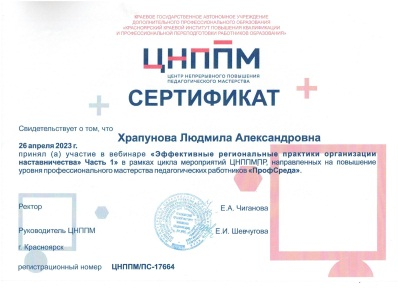 КРАЕВОЕ ГОСУДАРСТВЕННОЕ АВТОНОМНОЕ УЧРЕЖДЕНИЕ
ДОПОЛНИТЕЛЬНОГО ПРОФЕССИОНАЛЬНОГО ОБРАЗОВАНИЯ
«КРАСНОЯРСКИЙ КРАЕВОЙ ИНСТИТУТ ПОВЫШЕНИЯ КВАЛИФИКАЦИИ
И ПРОФЕССИОНАЛЬНОЙ ПЕРЕПОДГОТОВКИ РАБОТНИКОВ ОБРАЗОВАНИЯ»
ЦНППМ
ЦЕНТР НЕПРЕРЫВНОГО ПОВЫШЕНИЯ
ПЕДАГОГИЧЕСКОГО МАСТЕРСТВА
СЕРТИФИКАТ
Свидетельствует о том, что
Храпунова Людмила Александровна
26 апреля 2023 г.
принял (а) участие в вебинаре «Эффективные региональные практики организации
наставничества» Часть 1» в рамках цикла мероприятий ЦНППМПР, направленных на повышение
уровня профессионального мастерства педагогических работников «ПрофСреда».
Ректор
Е.А. Чиганова
Руководитель ЦНППМ
Е.И. Шевчугова
г. Красноярск
регистрационный номер ЦНППМ/ПС-17664